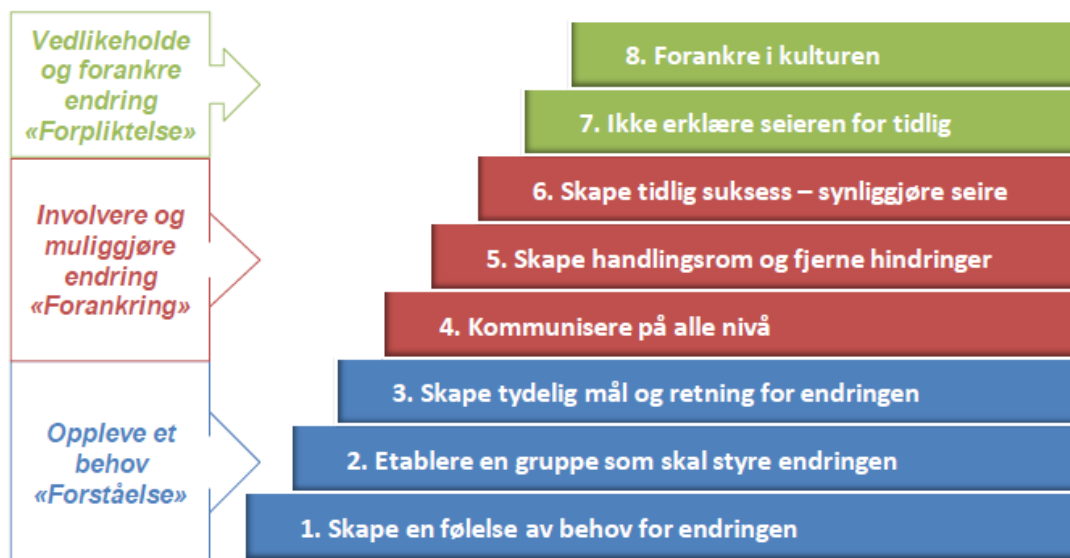 Vedlikeholde
og forankre
endring
«Forpliktelse»
8. Forankre i kulturen
7. Ikke erklære seieren for tidlig
Involvere og
muliggjøre
endring
«Forankring»
6. Skape tidlig suksess – synliggjøre seire
5. Skape handlingsrom og fjerne hindringer
4. Kommunisere på alle nivå
Oppleve et
behov
«Forståelse»
3. Skape tydelig mål og retning for endringen
2. Etablere en gruppe som skal styre endringen
1. Skape en følelse av behov for endringen